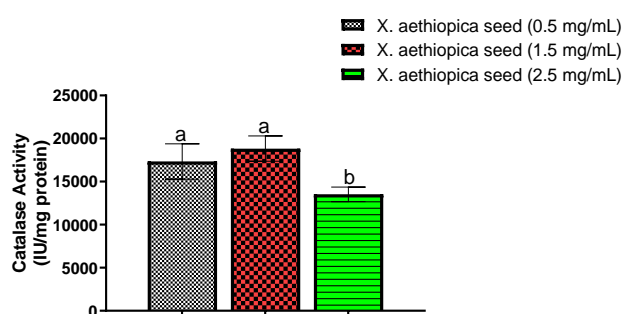 X. aethiopica seed (0.5 mg/mL)
X. aethiopica seed (1.5 mg/mL)
X. aethiopica seed (2.5 mg/mL)
Catalase Activity
(IU/mg protein)
25000
20000
15000
10000
5000
0
a
a
b